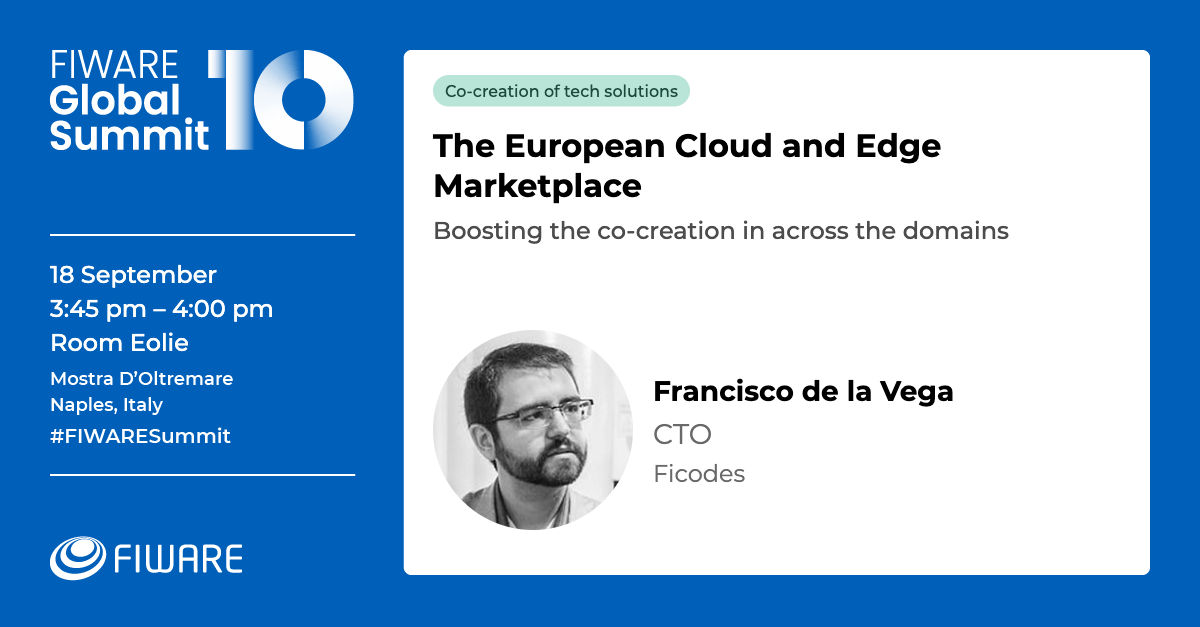 FIWARE
Global
Summit
10
18 September
3:45 pm – 4:00 pm
Room Eolie
Mostra D’Oltremare
Naples, Italy
#FIWARESummit
FIWARE
Co-creation of tech solutions
The European Cloud and Edge
Marketplace
Boosting the co-creation in across the domains
Francisco de la Vega
CTO
Ficodes